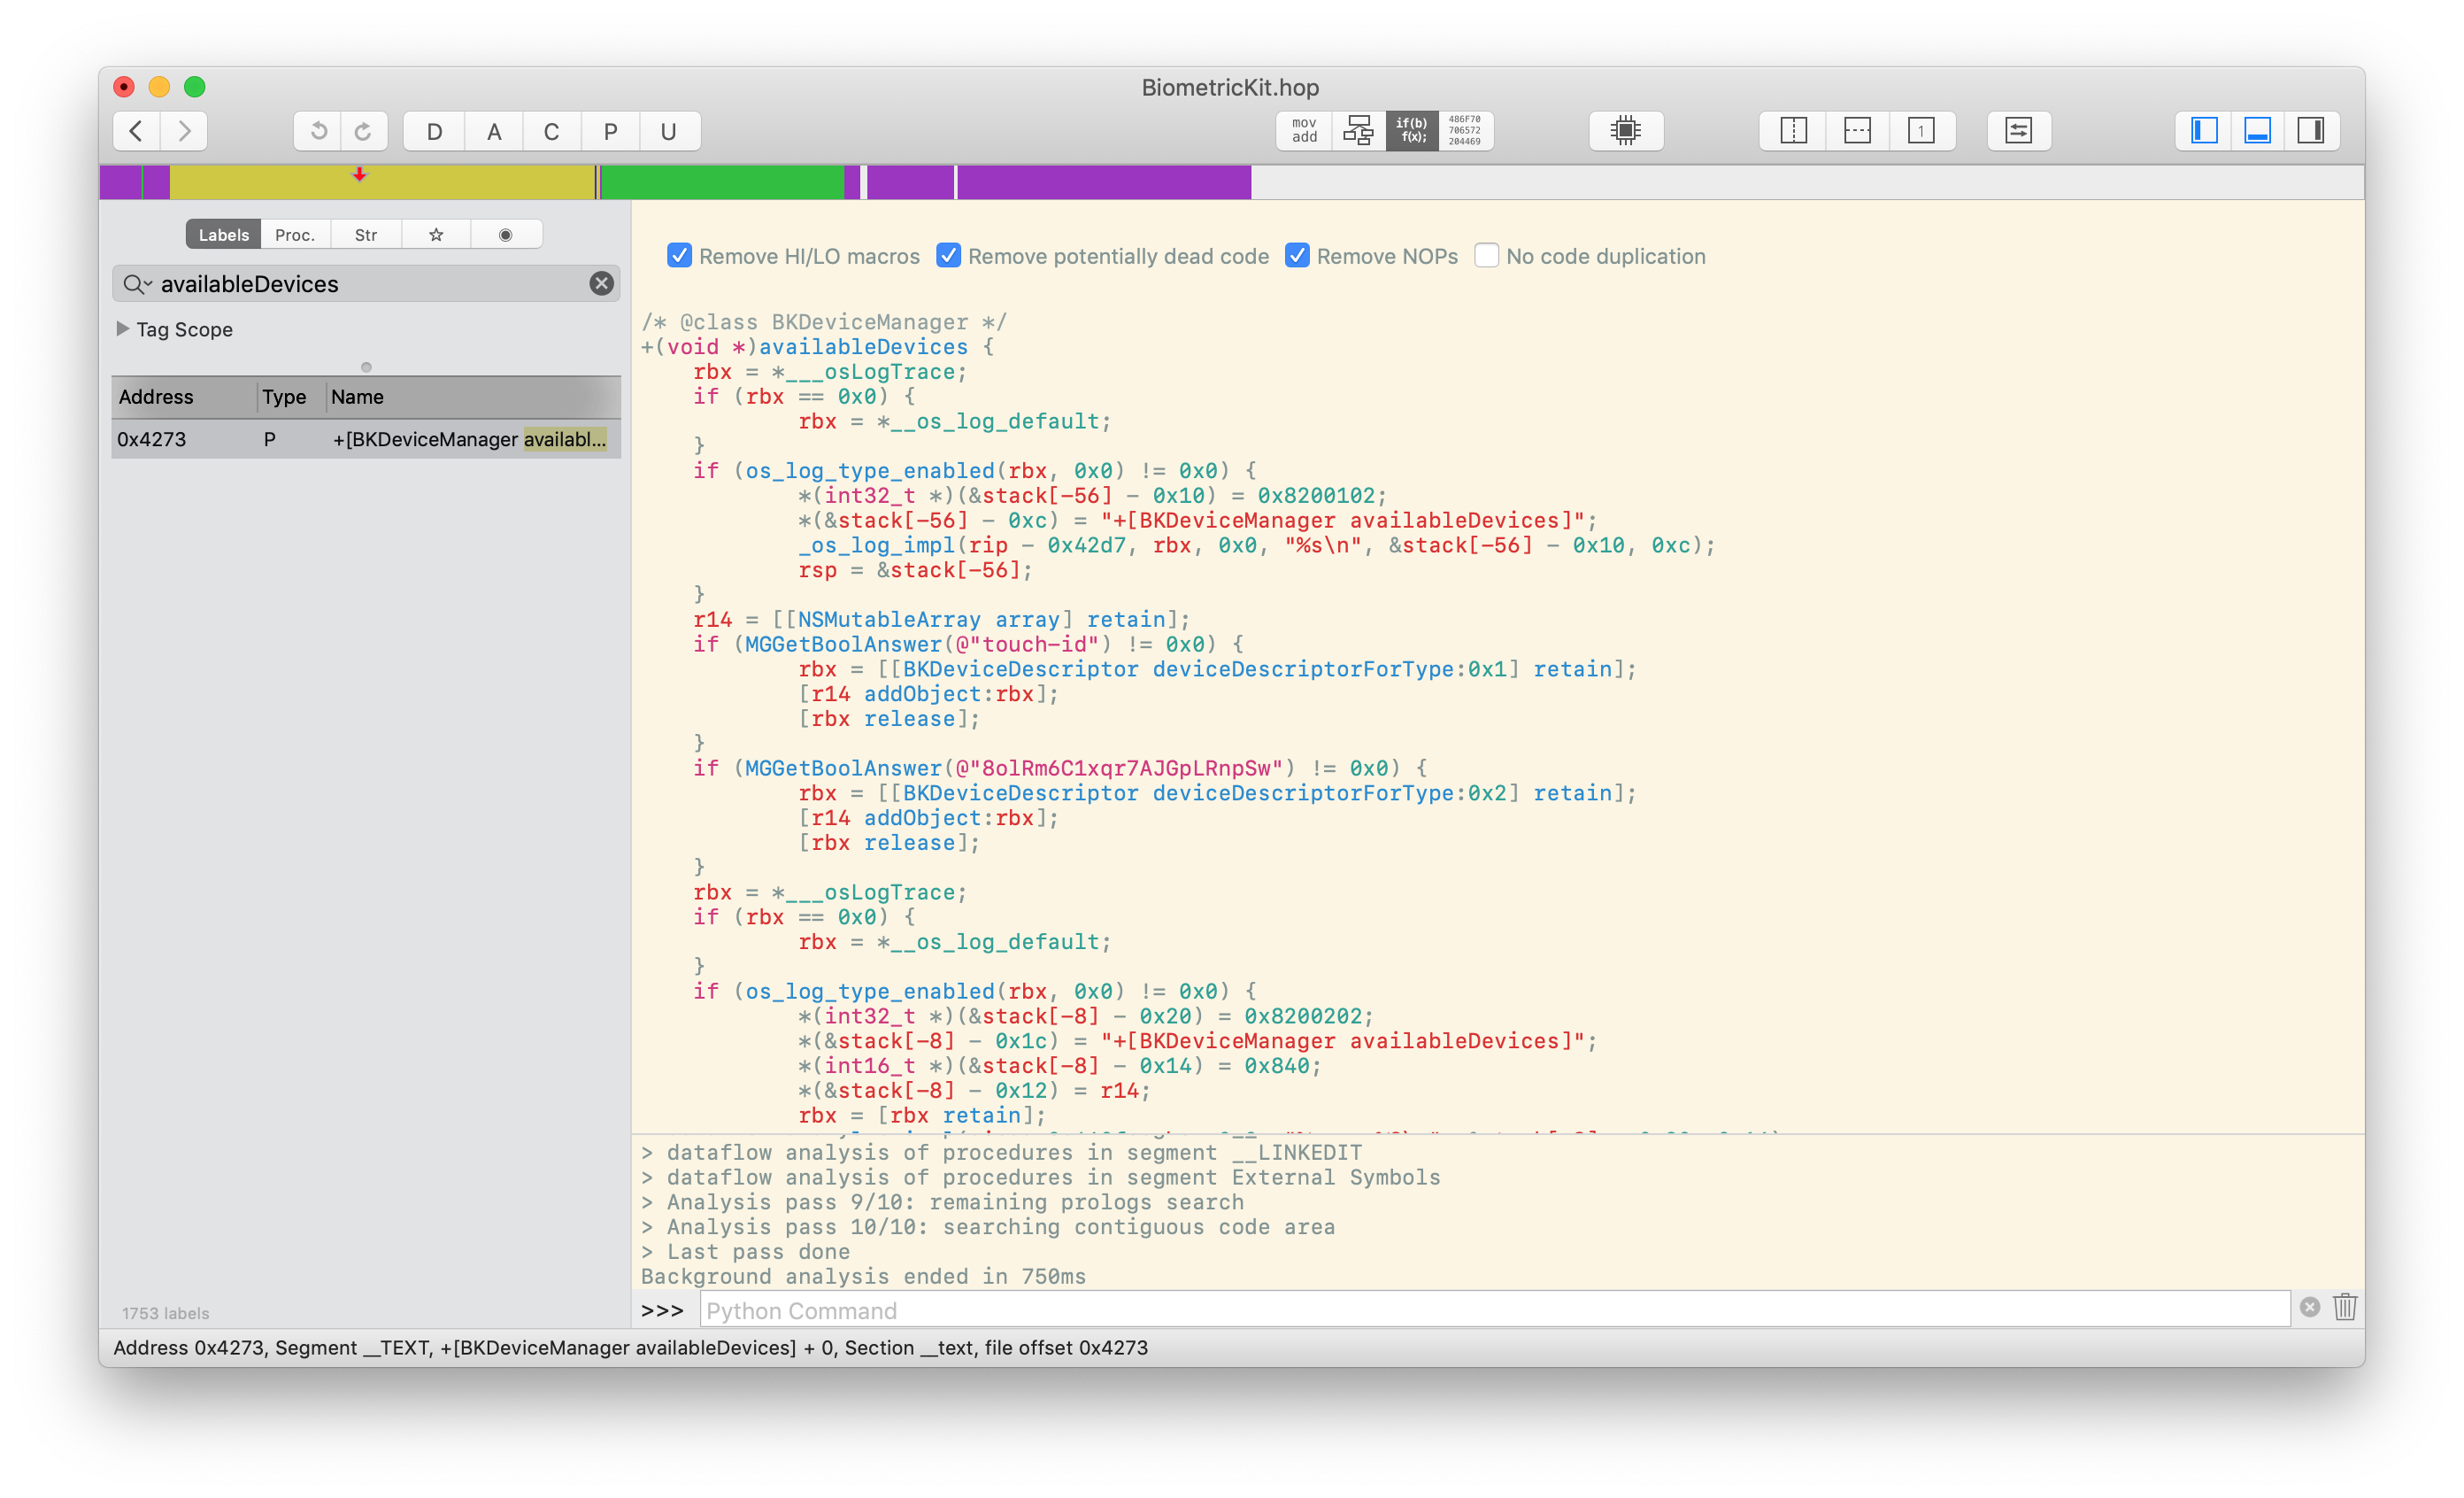 BiometricKit.hop
D A C P U
mov
add
if(b)
f(x);
486F70
706572
204469
1
Labels Proc. Str
availableDevices
Tag Scope
Address Type Name
0x4273 P +[BKDeviceManager availabl...
1753 labels
Remove HI/LO macros Remove potentially dead code Remove NOPs No code duplication
/* @class BKDeviceManager */
+(void *)availableDevices {
    rbx = *___osLogTrace;
    if (rbx == 0x0) {
            rbx = *__os_log_default;
    }
    if (os_log_type_enabled(rbx, 0x0) != 0x0) {
            *(int32_t *)(&stack[-56] - 0x10) = 0x8200102;
            *(&stack[-56] - 0xc) = "+[BKDeviceManager availableDevices]";
            _os_log_impl(rip - 0x42d7, rbx, 0x0, "%s\n", &stack[-56] - 0x10, 0xc);
            rsp = &stack[-56];
    }
    r14 = [[NSMutableArray array] retain];
    if (MGGetBoolAnswer(@"touch-id") != 0x0) {
            rbx = [[BKDeviceDescriptor deviceDescriptorForType:0x1] retain];
            [r14 addObject:rbx];
            [rbx release];
    }
    if (MGGetBoolAnswer(@"8olRm6C1xqr7AJGpLRnpSw") != 0x0) {
            rbx = [[BKDeviceDescriptor deviceDescriptorForType:0x2] retain];
            [r14 addObject:rbx];
            [rbx release];
    }
    rbx = *___osLogTrace;
    if (rbx == 0x0) {
            rbx = *__os_log_default;
    }
    if (os_log_type_enabled(rbx, 0x0) != 0x0) {
            *(int32_t *)(&stack[-8] - 0x20) = 0x8200202;
            *(&stack[-8] - 0x1c) = "+[BKDeviceManager availableDevices]";
            *(int16_t *)(&stack[-8] - 0x14) = 0x840;
            *(&stack[-8] - 0x12) = r14;
            rbx = [rbx retain];
> dataflow analysis of procedures in segment __LINKEDIT
> dataflow analysis of procedures in segment External Symbols
> Analysis pass 9/10: remaining prologs search
> Analysis pass 10/10: searching contiguous code area
> Last pass done
Background analysis ended in 750ms
>>> Python Command
Address 0x4273, Segment __TEXT, +[BKDeviceManager availableDevices] + 0, Section __text, file offset 0x4273